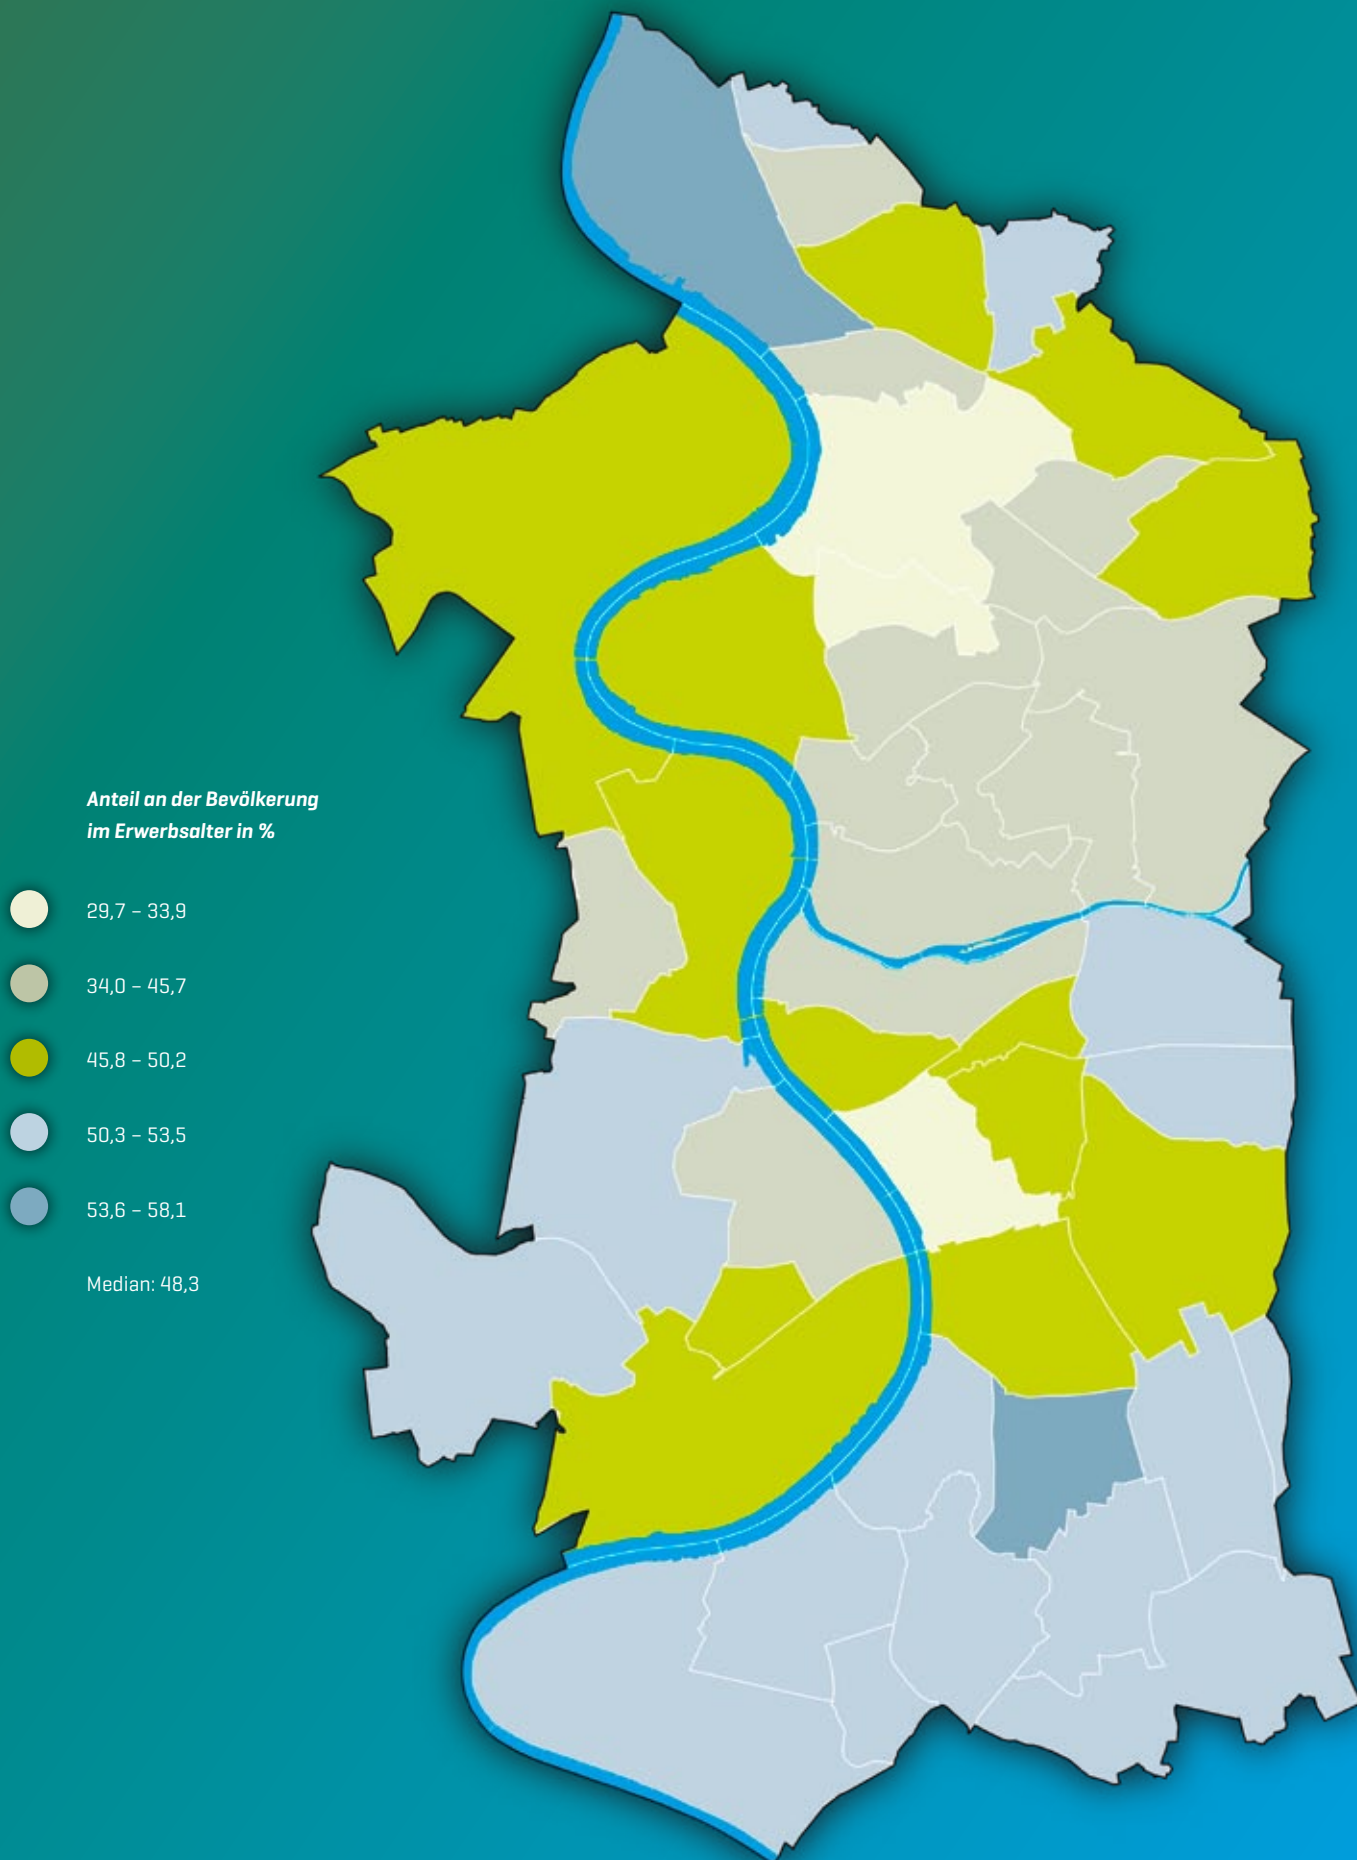 Anteil an der Bevölkerung
im Erwerbsalter in %
29,7 – 33,9
34,0 – 45,7
45,8 – 50,2
50,3 – 53,5
53,6 – 58,1
Median: 48,3